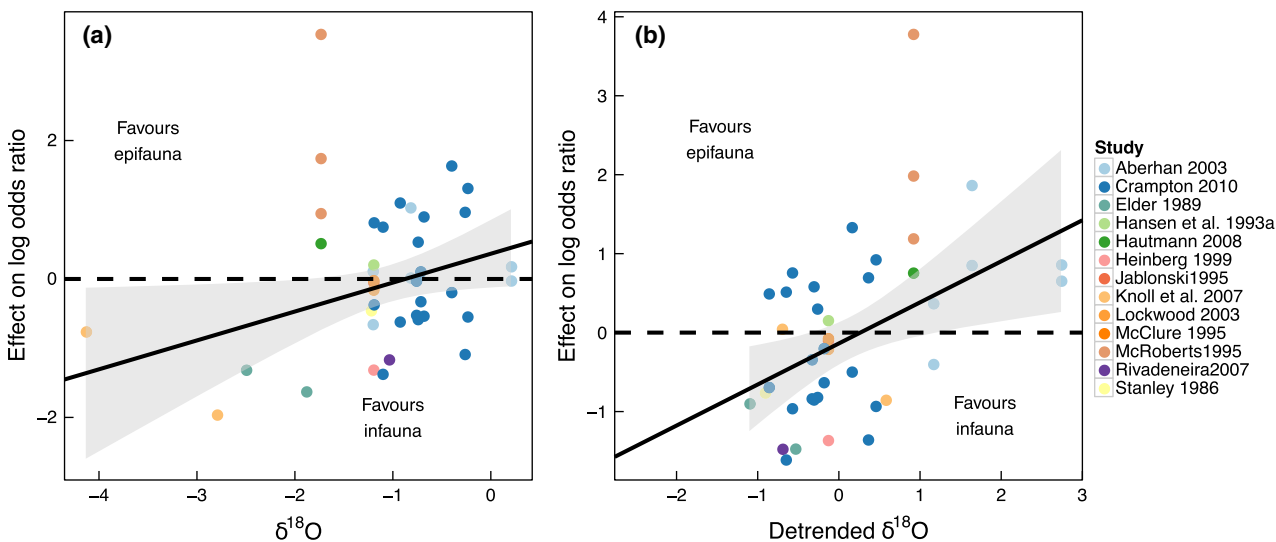 (a)
Favours
epifauna
Favours
infauna
Effect on log odds ratio
2
0
−2
−4
−3
−2
−1
0
δ¹⁸O
(b)
Favours
epifauna
Favours
infauna
Effect on log odds ratio
4
3
2
1
0
−1
−2
−1
0
1
2
3
Detrended δ¹⁸O
Study
Aberhan 2003
Crampton 2010
Elder 1989
Hansen et al. 1993a
Hautmann 2008
Heinberg 1999
Jablonski1995
Knoll et al. 2007
Lockwood 2003
McClure 1995
McRoberts1995
Rivadeneira2007
Stanley 1986